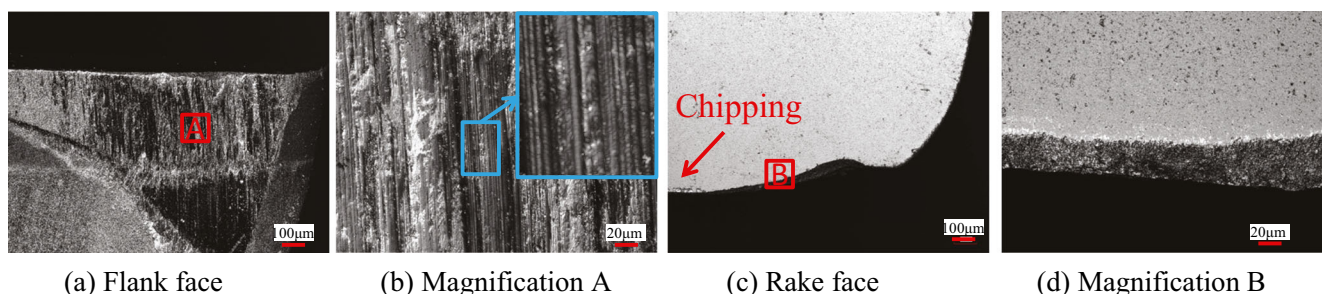 A
100μm
20μm
Chipping
B
100μm
20μm
(a) Flank face
(b) Magnification A
(c) Rake face
(d) Magnification B